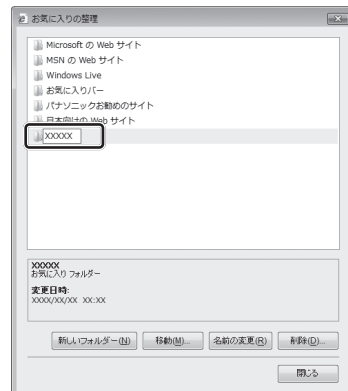 お気に入りの整理
Microsoft の Web サイト
MSN の Web サイト
Windows Live
お気に入りバー
パナソニックお勧めのサイト
日本向けの Web サイト
XXXXX
XXXXX
お気に入り フォルダー
変更日時:
XXXX/XX/XX XX:XX
新しいフォルダー(N) 移動(M)... 名前の変更(R) 削除(D)...
閉じる